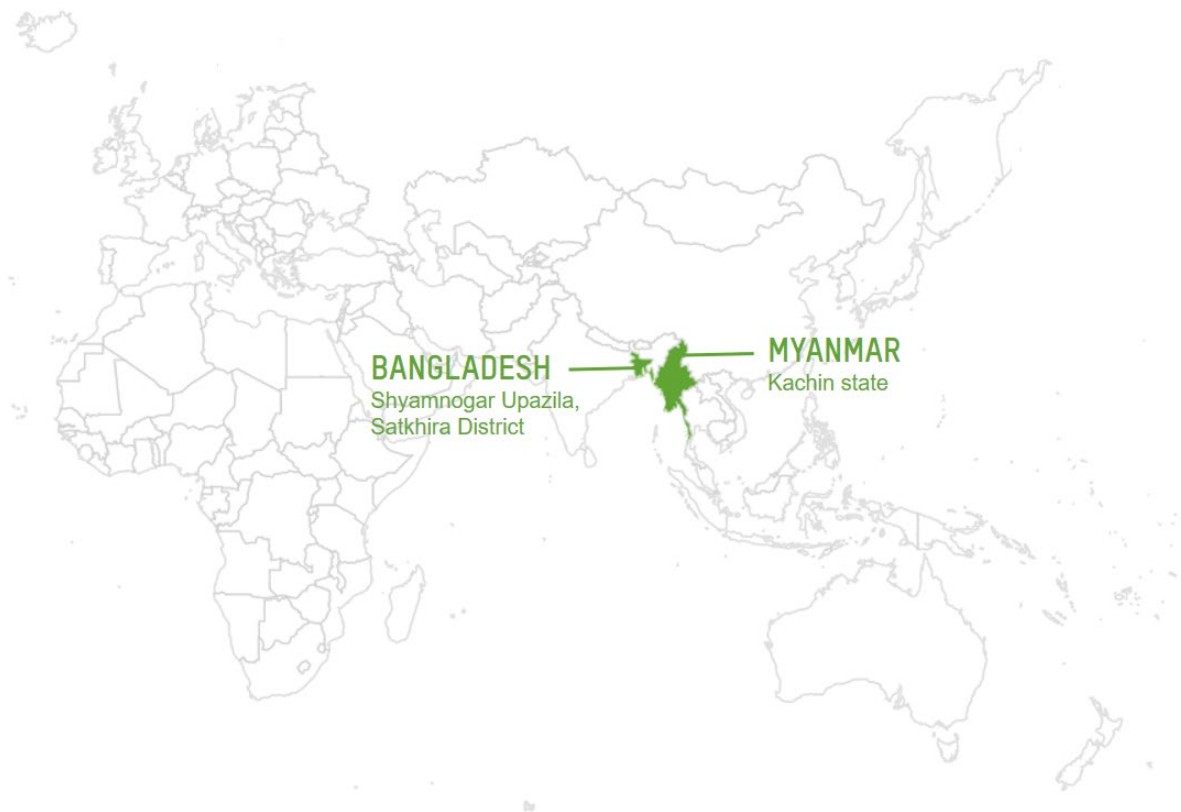 BANGLADESH
Shyamnogar Upazila,
Satkhira District
MYANMAR
Kachin state